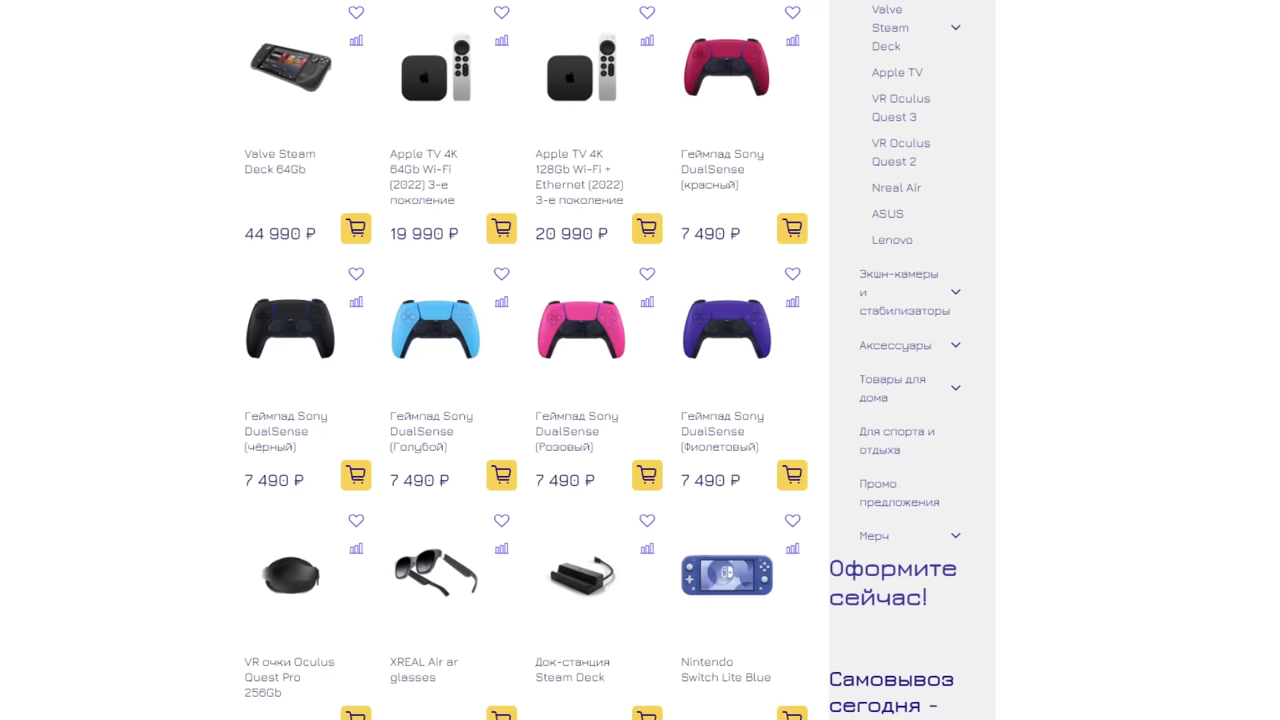 Valve Steam
Deck 64Gb
44 990 ₽
Apple TV 4K
64Gb Wi-Fi
(2022) 3-е
поколение
19 990 ₽
Apple TV 4K
128Gb Wi-Fi +
Ethernet (2022)
3-е поколение
20 990 ₽
Геймпад Sony
DualSense
(красный)
7 490 ₽
Геймпад Sony
DualSense
(чёрный)
7 490 ₽
Геймпад Sony
DualSense
(Голубой)
7 490 ₽
Геймпад Sony
DualSense
(Розовый)
7 490 ₽
Геймпад Sony
DualSense
(Фиолетовый)
7 490 ₽
VR очки Oculus
Quest Pro
256Gb
XREAL Air ar
glasses
Док-станция
Steam Deck
Nintendo
Switch Lite Blue
Valve
Steam
Deck
Apple TV
VR Oculus
Quest 3
VR Oculus
Quest 2
Nreal Air
ASUS
Lenovo
Экшн-камеры
и
стабилизаторы
Аксессуары
Товары для
дома
Для спорта и
отдыха
Промо
предложения
Мерч
Оформите
сейчас!
Самовывоз
сегодня -